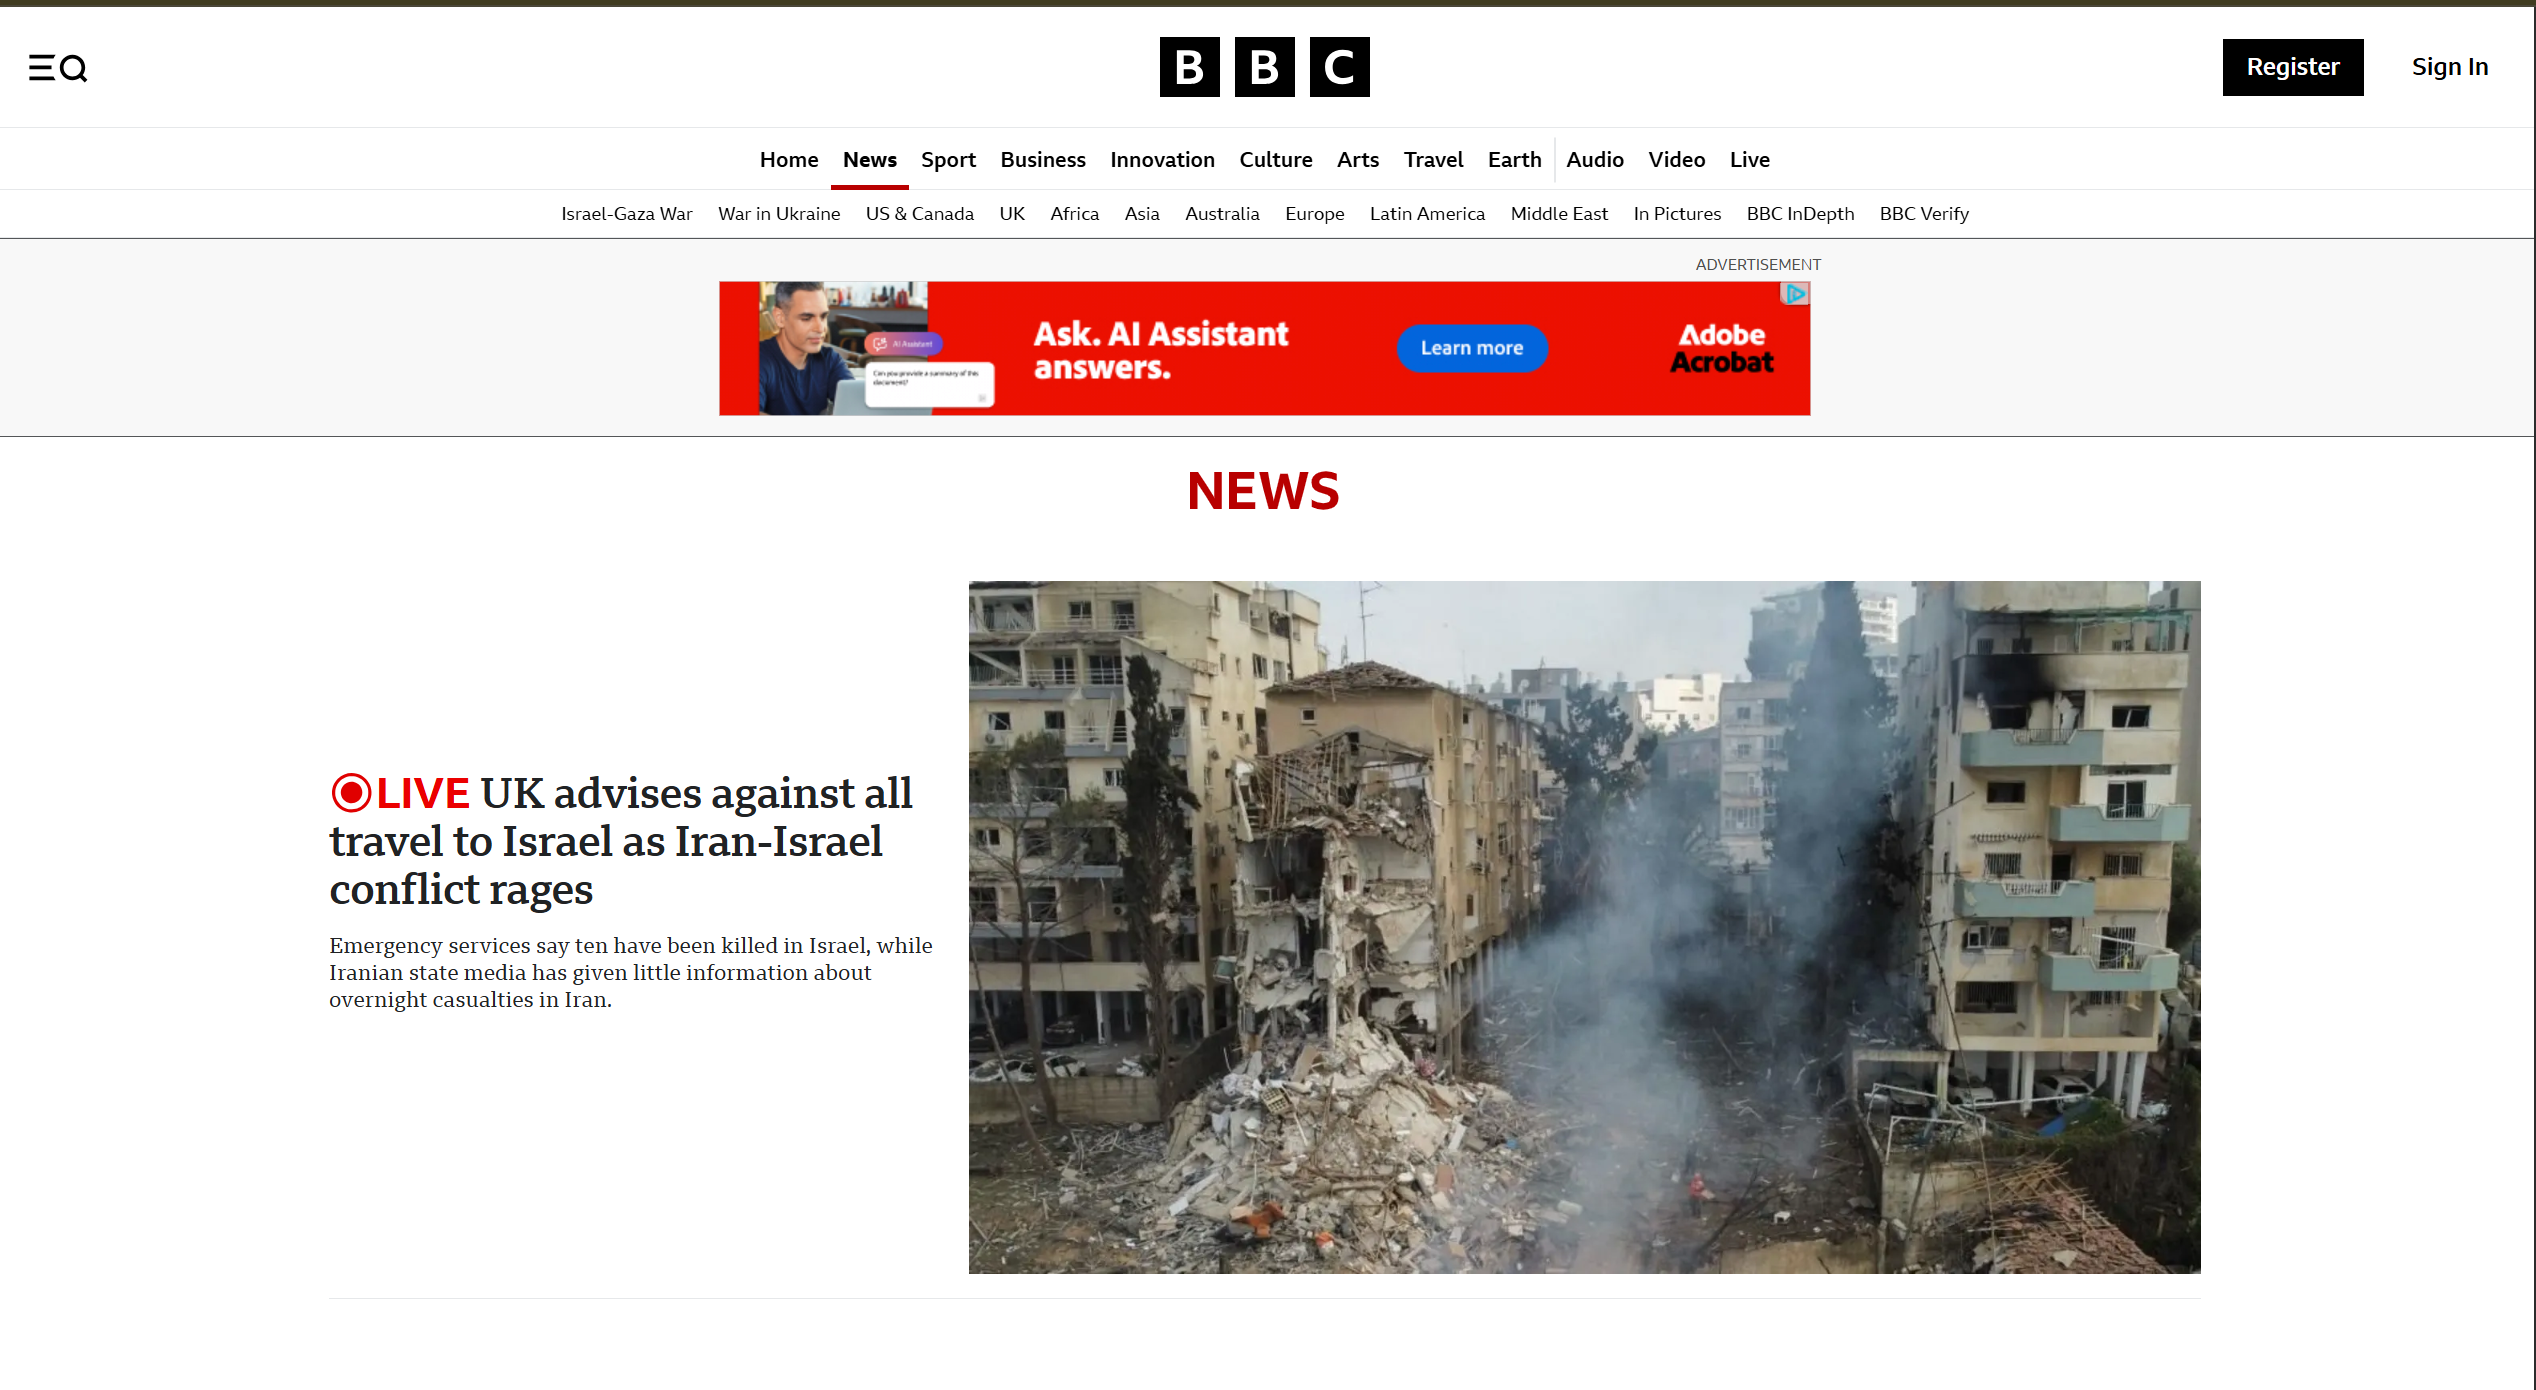 BBC
Register
Sign In
Home News Sport Business Innovation Culture Arts Travel Earth Audio Video Live
Israel-Gaza War War in Ukraine US & Canada UK Africa Asia Australia Europe Latin America Middle East In Pictures BBC InDepth BBC Verify
ADVERTISEMENT
AI Assistant
Can you provide a summary of this
document?
Ask. AI Assistant
answers.
Learn more
Adobe
Acrobat
NEWS
LIVE UK advises against all
travel to Israel as Iran-Israel
conflict rages
Emergency services say ten have been killed in Israel, while
Iranian state media has given little information about
overnight casualties in Iran.